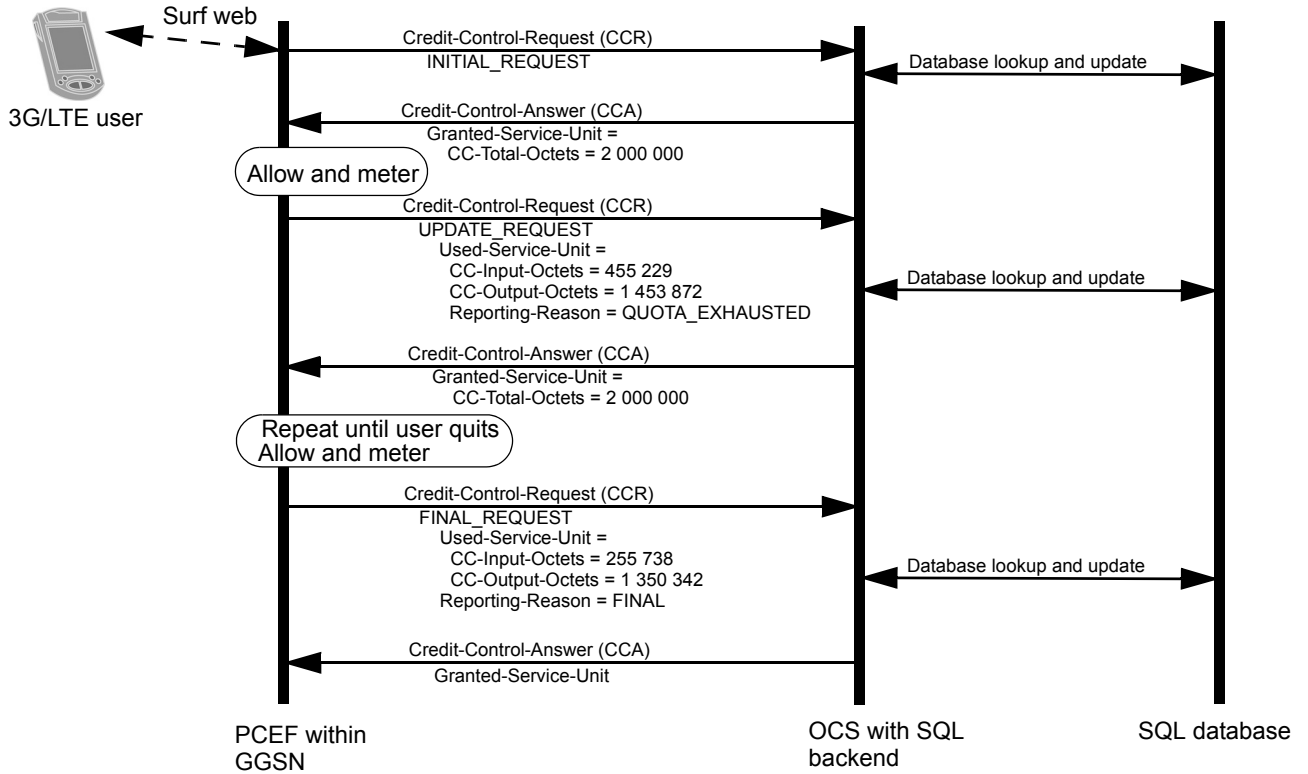 Surf web
3G/LTE user
Credit-Control-Request (CCR)
INITIAL_REQUEST
Database lookup and update
Credit-Control-Answer (CCA)
Granted-Service-Unit =
CC-Total-Octets = 2 000 000
Allow and meter
Credit-Control-Request (CCR)
UPDATE_REQUEST
Used-Service-Unit =
CC-Input-Octets = 455 229
CC-Output-Octets = 1 453 872
Reporting-Reason = QUOTA_EXHAUSTED
Database lookup and update
Credit-Control-Answer (CCA)
Granted-Service-Unit =
CC-Total-Octets = 2 000 000
Repeat until user quits
Allow and meter
Credit-Control-Request (CCR)
FINAL_REQUEST
Used-Service-Unit =
CC-Input-Octets = 255 738
CC-Output-Octets = 1 350 342
Reporting-Reason = FINAL
Database lookup and update
Credit-Control-Answer (CCA)
Granted-Service-Unit
PCEF within
GGSN
OCS with SQL
backend
SQL database